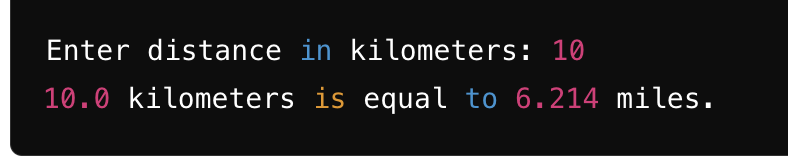 Enter distance in kilometers: 10
10.0 kilometers is equal to 6.214 miles.